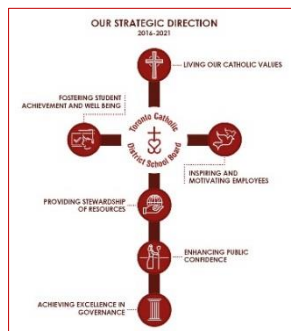 OUR STRATEGIC DIRECTION
2016-2021
LIVING OUR CATHOLIC VALUES
FOSTERING STUDENT
ACHIEVEMENT AND WELL BEING
Toronto Catholic
District School Board
INSPIRING AND
MOTIVATING EMPLOYEES
PROVIDING STEWARDSHIP
OF RESOURCES
ENHANCING PUBLIC
CONFIDENCE
ACHIEVING EXCELLENCE IN
GOVERNANCE